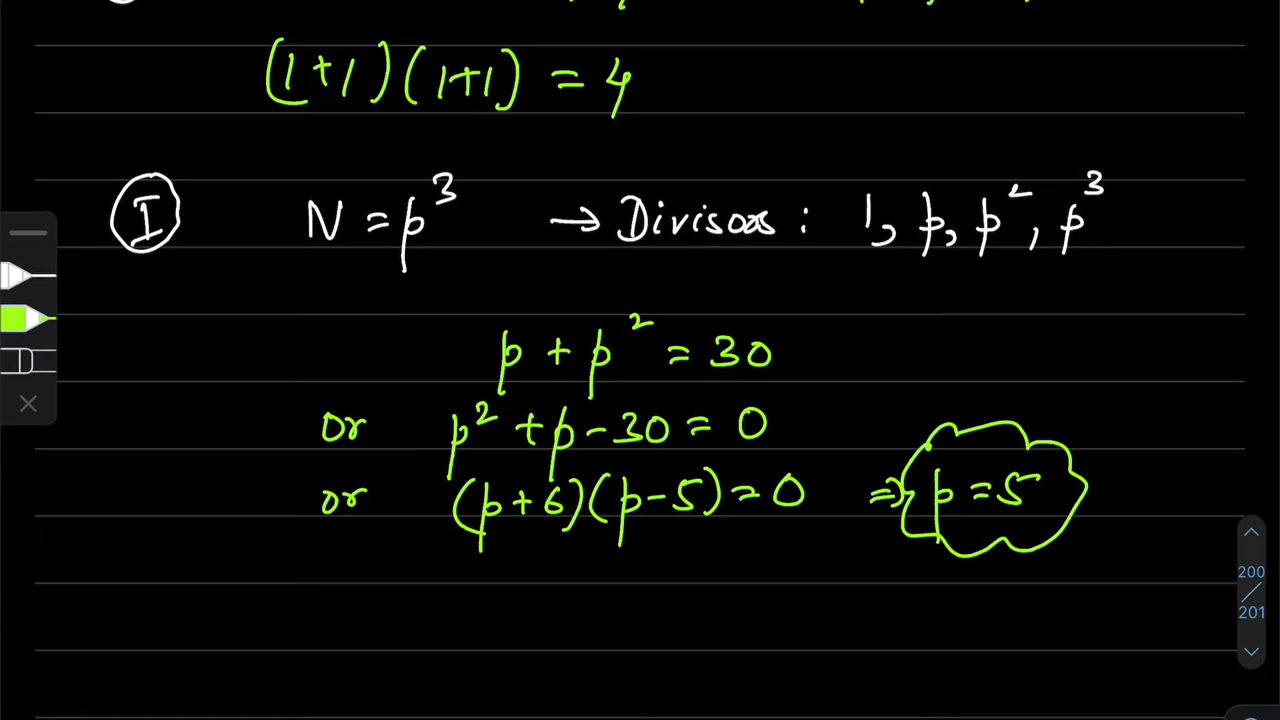 (1+1)(1+1) = 4
I N = p³ → Divisors : 1, p, p², p³
p + p² = 30
or p² + p - 30 = 0
or (p+6)(p-5) = 0 ⇒ p = 5
200
/
201